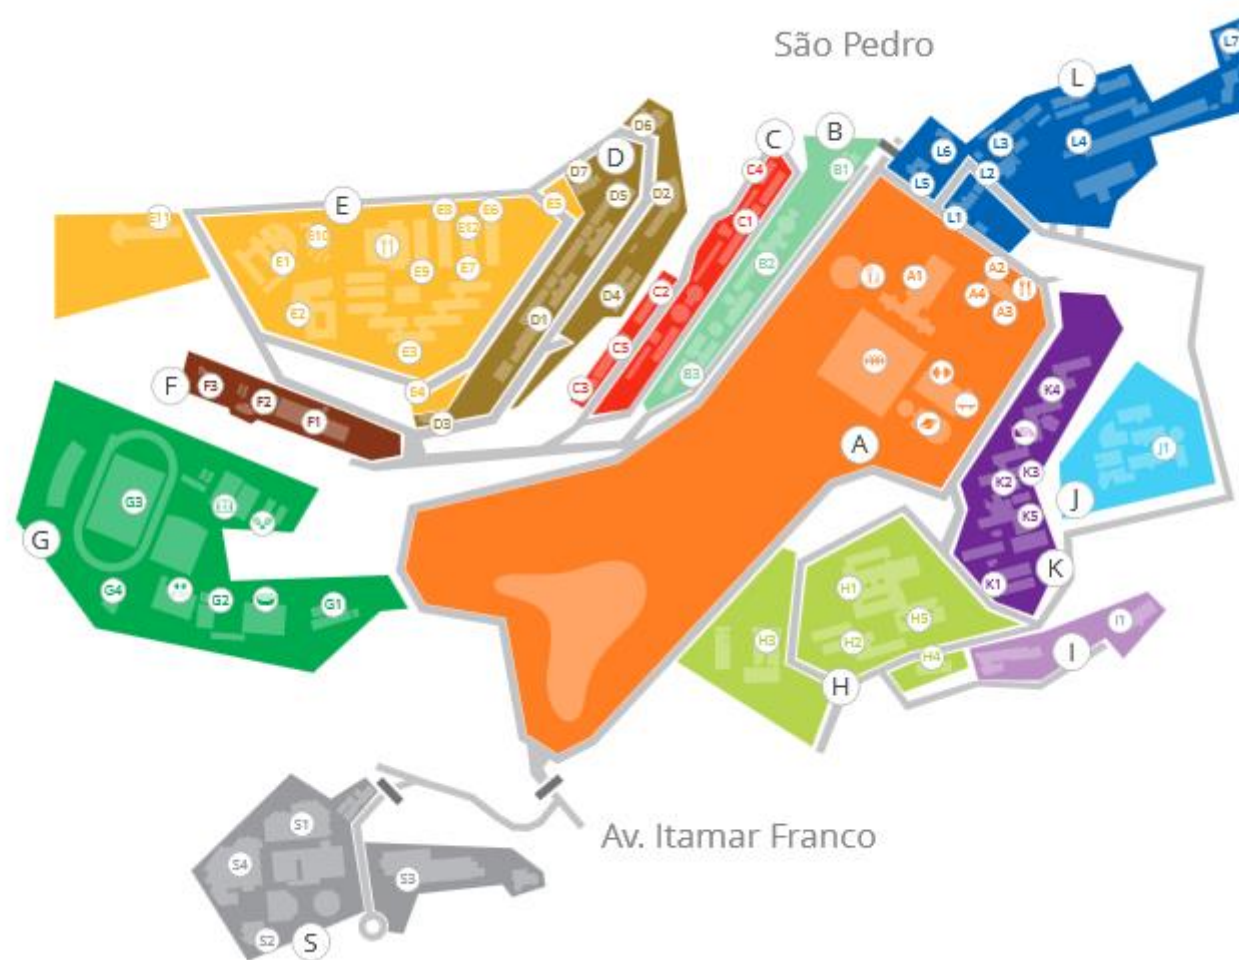 São Pedro
L7
L
D6
C
B
L3
L4
L6
D
D7
C4
B1
L2
L5
D5
D2
E
E11
E8
E6
E5
C1
L1
E10
E12
E1
E9
E7
B2
A2
A1
C2
D4
A4
A3
E2
D1
C5
E3
B3
F
F3
C3
K4
E4
F2
F1
D3
A
J1
K3
K2
J
G3
K5
G
K
G4
H1
K1
G2
G1
H5
I1
H3
H2
H4
I
H
S1
Av. Itamar Franco
S4
S3
S2
S